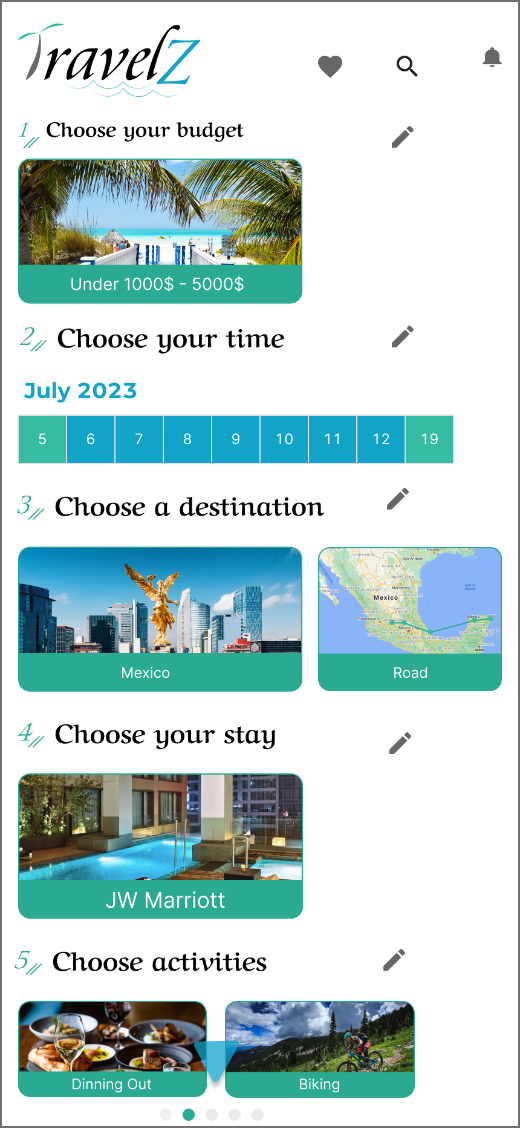 TravelZ
1// Choose your budget
Under 1000$ - 5000$
2// Choose your time
July 2023
5 6 7 8 9 10 11 12 19
3// Choose a destination
Mexico
Mexico Road
4// Choose your stay
JW Marriott
5// Choose activities
Dinning Out Biking